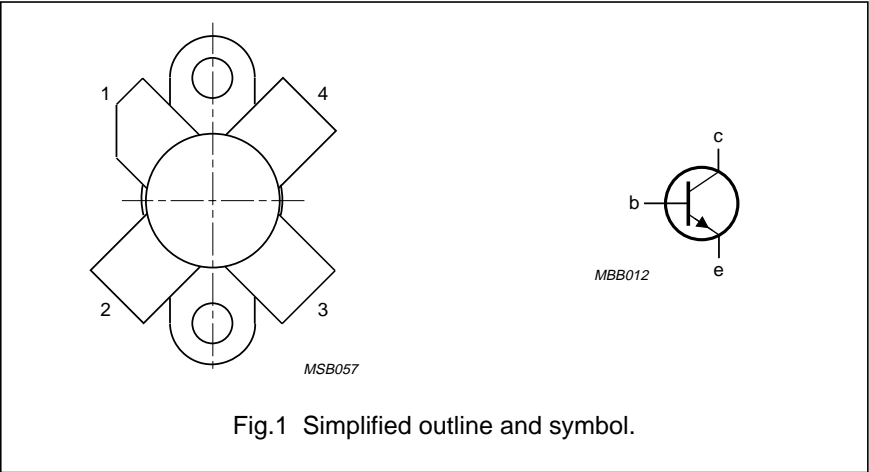 1
4
2
3
MSB057
c
b
e
MBB012
Fig.1 Simplified outline and symbol.